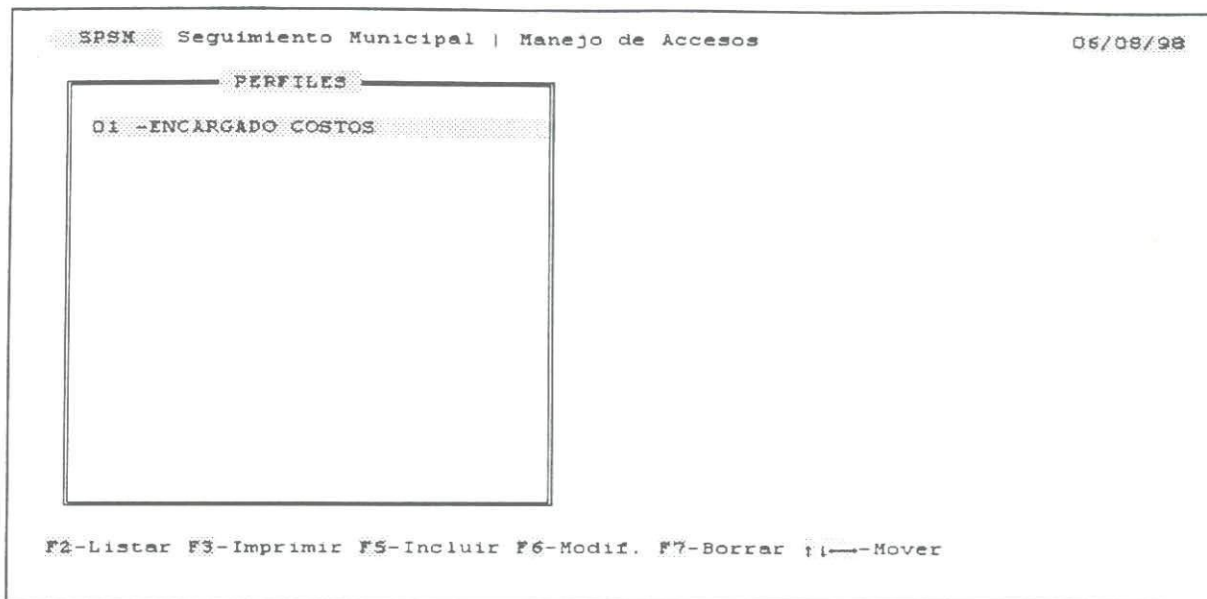 SPSM Seguimiento Municipal | Manejo de Accesos 06/08/98
PERFILES
01 -ENCARGADO COSTOS
F2-Listar F3-Imprimir F5-Incluir F6-Modif. F7-Borrar ↑↓←→-Mover